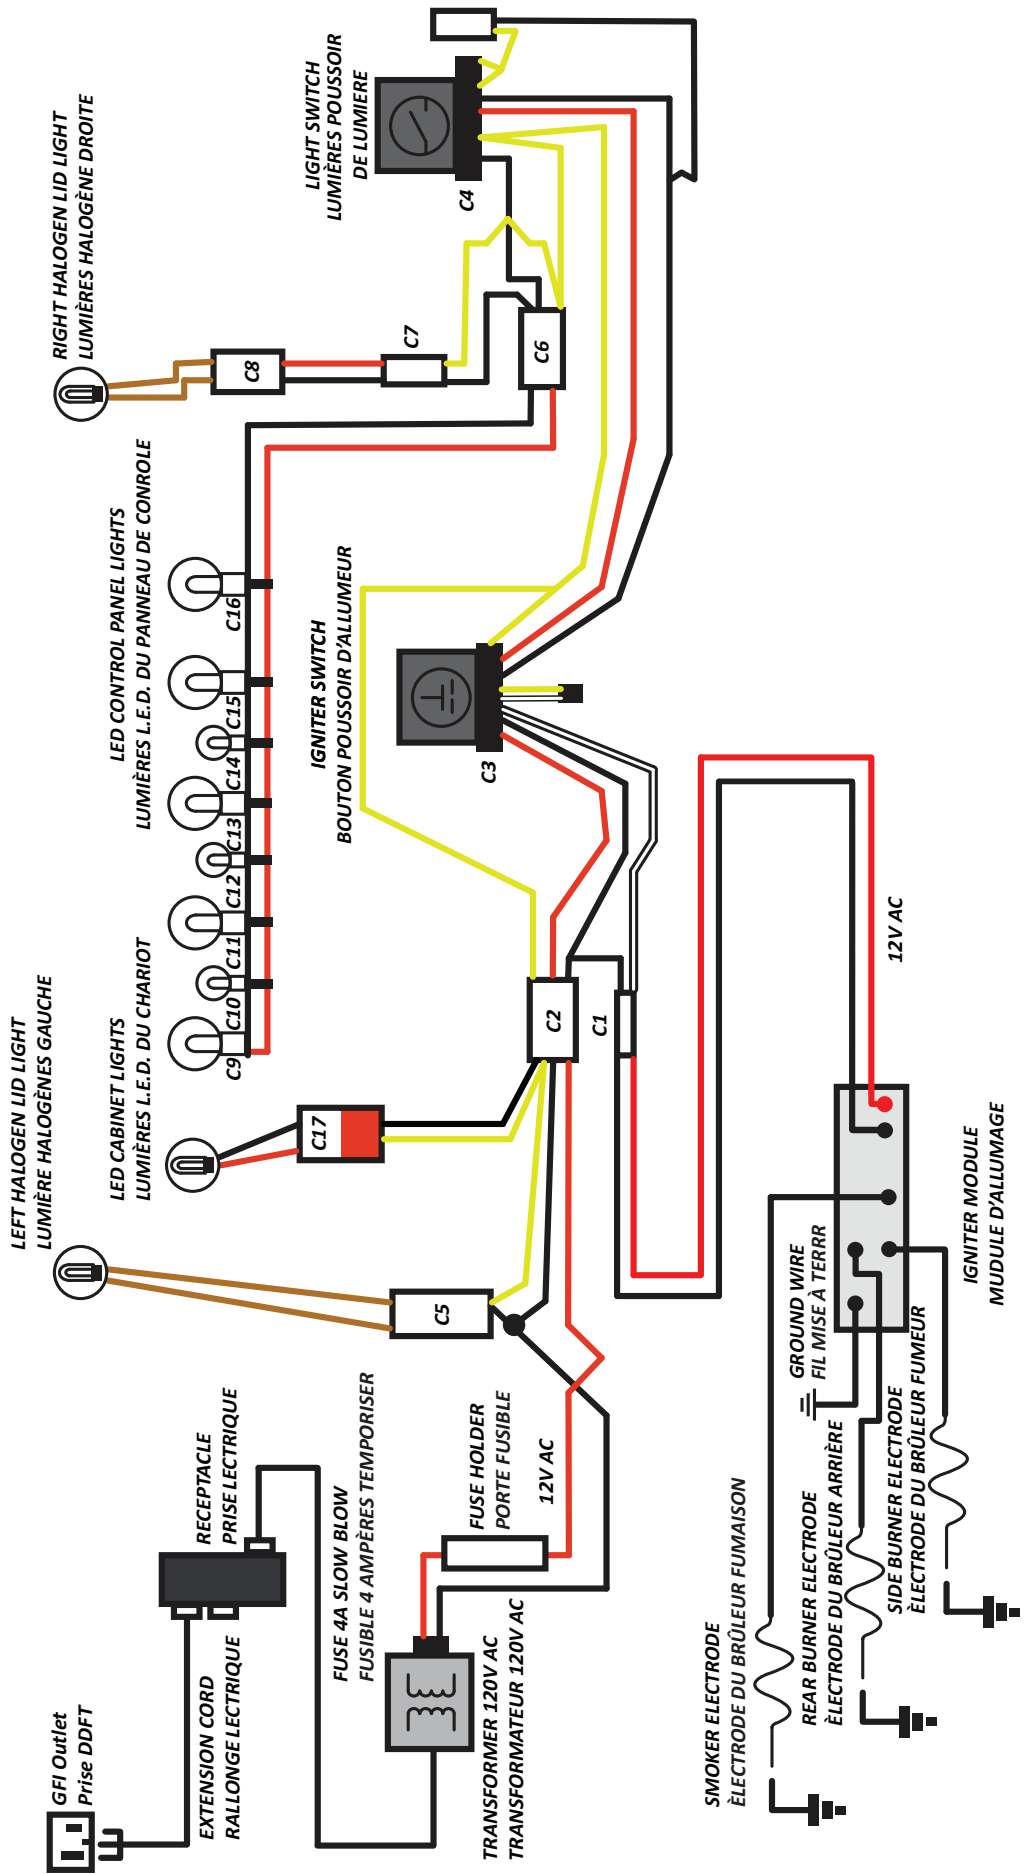 GFI Outlet
Prise DDFT
EXTENSION CORD
RALLONGE LECTRIQUE
RECEPTACLE
PRISE LECTRIQUE
LEFT HALOGEN LID LIGHT
LUMIÈRE HALOGÈNES GAUCHE
LED CABINET LIGHTS
LUMIÈRES L.E.D. DU CHARIOT
LED CONTROL PANEL LIGHTS
LUMIÈRES L.E.D. DU PANNEAU DE CONROLE
RIGHT HALOGEN LID LIGHT
LUMIÈRES HALOGÈNE DROITE
C9
C10
C11
C12
C13
C14
C15
C16
C8
C17
LIGHT SWITCH
LUMIÈRES POUSSOIR
DE LUMIERE
IGNITER SWITCH
BOUTON POUSSOIR D'ALLUMEUR
FUSE 4A SLOW BLOW
FUSIBLE 4 AMPÈRES TEMPORISER
C7
C5
C4
C3
C6
C2
C1
FUSE HOLDER
PORTE FUSIBLE
12V AC
TRANSFORMER 120V AC
TRANSFORMATEUR 120V AC
SMOKER ELECTRODE
ÈLECTRODE DU BRÛLEUR FUMAISON
GROUND WIRE
FIL MISE À TERRR
REAR BURNER ELECTRODE
ÈLECTRODE DU BRÛLEUR ARRIÈRE
SIDE BURNER ELECTRODE
ÈLECTRODE DU BRÛLEUR FUMEUR
12V AC
IGNITER MODULE
MUDULE D'ALLUMAGE